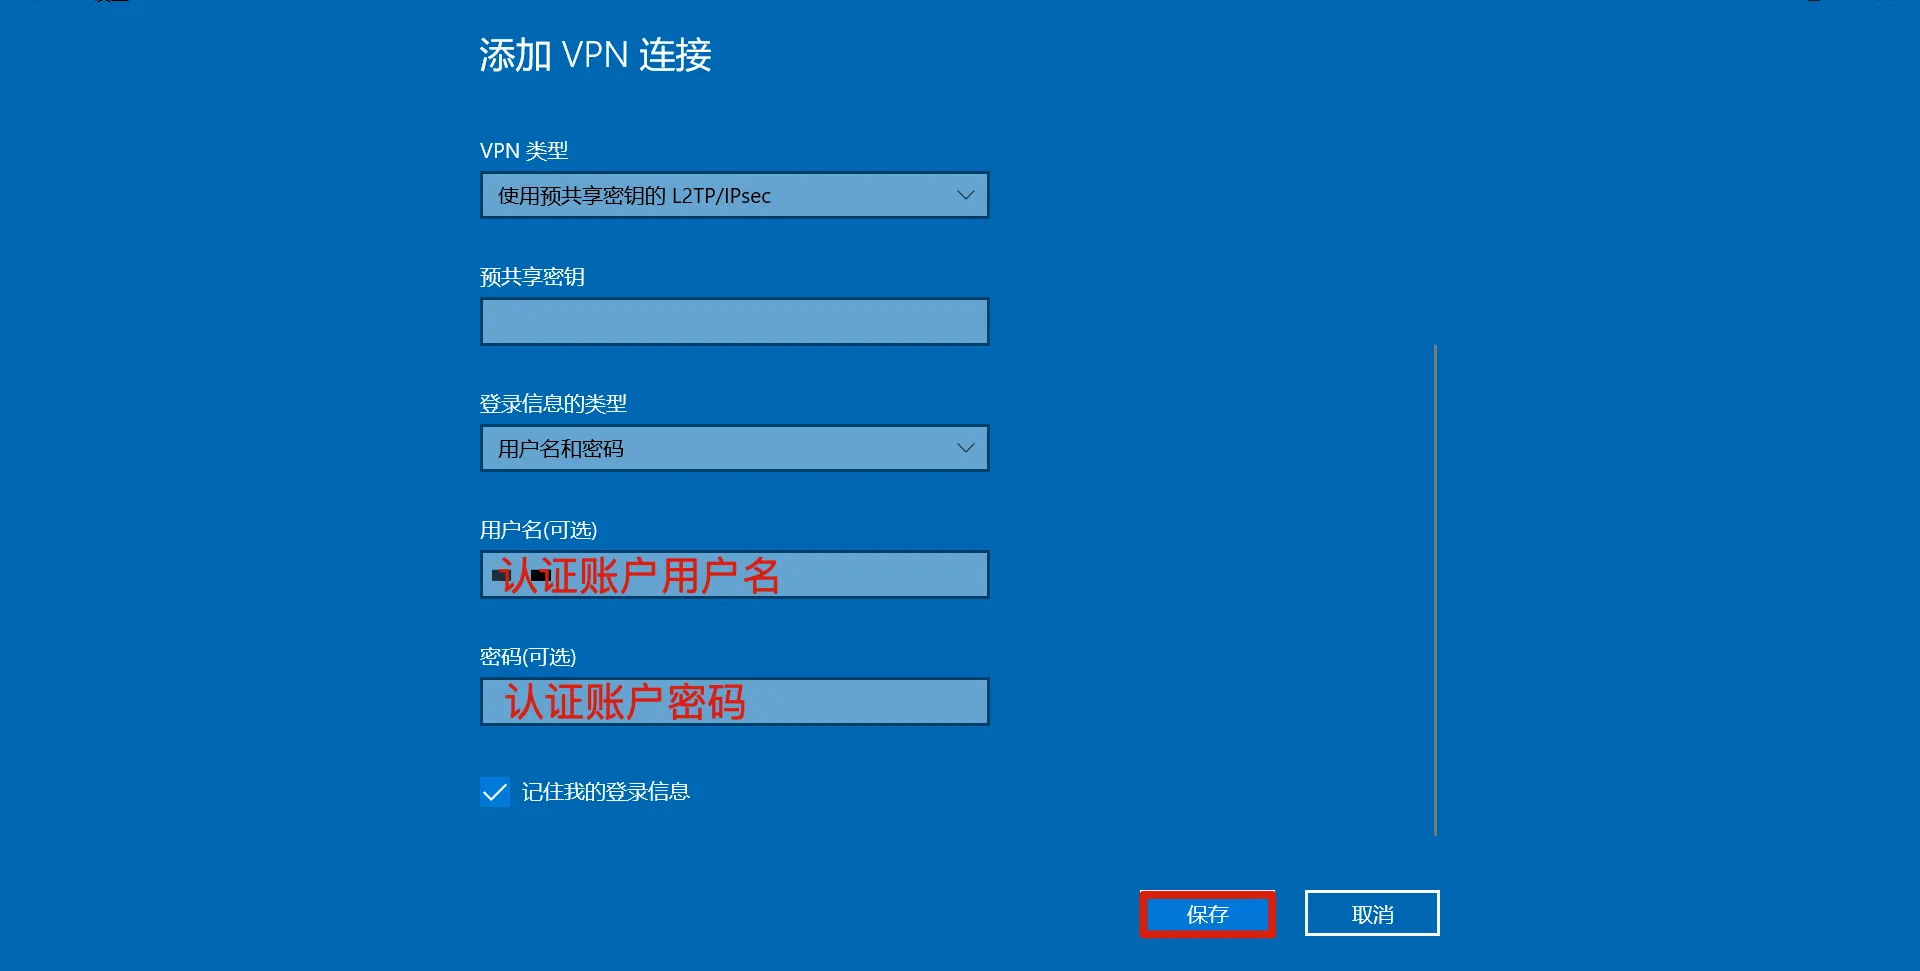 添加 VPN 连接
VPN 类型
使用预共享密钥的 L2TP/IPsec
预共享密钥
登录信息的类型
用户名和密码
用户名(可选)
认证账户用户名
密码(可选)
认证账户密码
记住我的登录信息
保存
取消